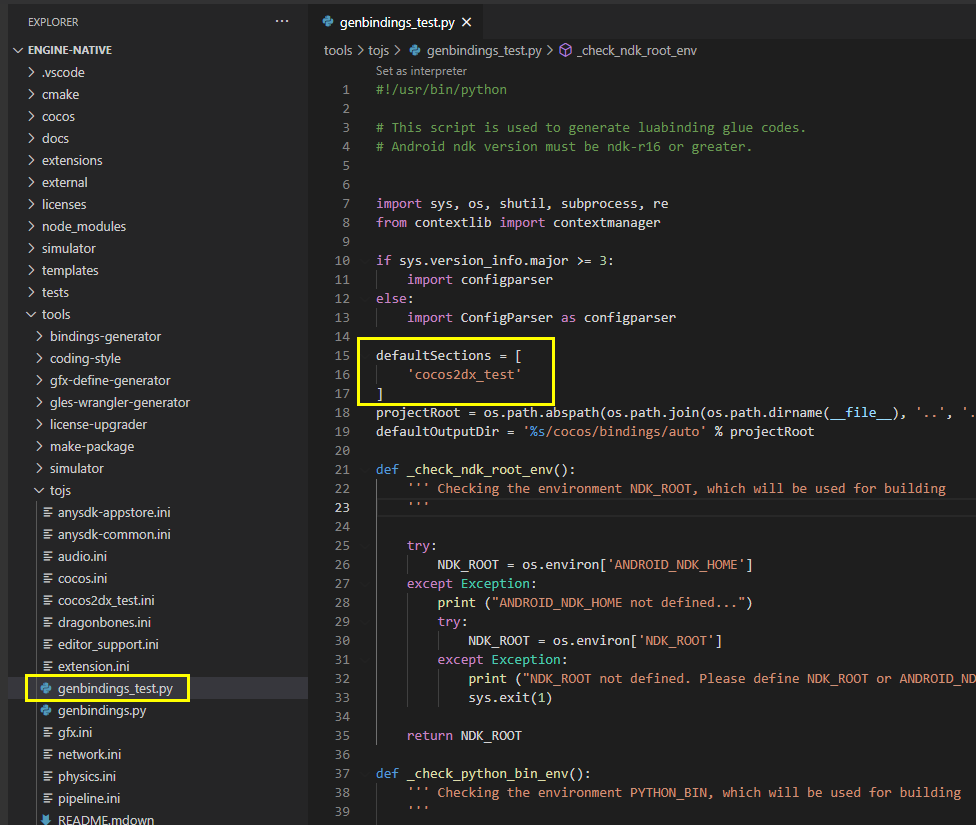 EXPLORER
ENGINE-NATIVE
.vscode
cmake
cocos
docs
extensions
external
licenses
node_modules
simulator
templates
tests
tools
bindings-generator
coding-style
gfx-define-generator
gles-wrangler-generator
license-upgrader
make-package
simulator
tojs
anysdk-appstore.ini
anysdk-common.ini
audio.ini
cocos.ini
cocos2dx_test.ini
dragonbones.ini
editor_support.ini
extension.ini
genbindings_test.py
genbindings.py
gfx.ini
network.ini
physics.ini
pipeline.ini
README.mdown
genbindings_test.py
tools > tojs > genbindings_test.py > _check_ndk_root_env
Set as interpreter
1 #!/usr/bin/python
2
3 # This script is used to generate luabinding glue codes.
4 # Android ndk version must be ndk-r16 or greater.
5
6
7 import sys, os, shutil, subprocess, re
8 from contextlib import contextmanager
9
10 if sys.version_info.major >= 3:
11 import configparser
12 else:
13 import ConfigParser as configparser
14
15 defaultSections = [
16 'cocos2dx_test'
17 ]
18 projectRoot = os.path.abspath(os.path.join(os.path.dirname(__file__), '..', '.
19 defaultOutputDir = '%s/cocos/bindings/auto' % projectRoot
20
21 def _check_ndk_root_env():
22 ''' Checking the environment NDK_ROOT, which will be used for building
23 '''
24
25 try:
26 NDK_ROOT = os.environ['ANDROID_NDK_HOME']
27 except Exception:
28 print ("ANDROID_NDK_HOME not defined...")
29 try:
30 NDK_ROOT = os.environ['NDK_ROOT']
31 except Exception:
32 print ("NDK_ROOT not defined. Please define NDK_ROOT or ANDROID_ND
33 sys.exit(1)
34
35 return NDK_ROOT
36
37 def _check_python_bin_env():
38 ''' Checking the environment PYTHON_BIN, which will be used for building
39 '''